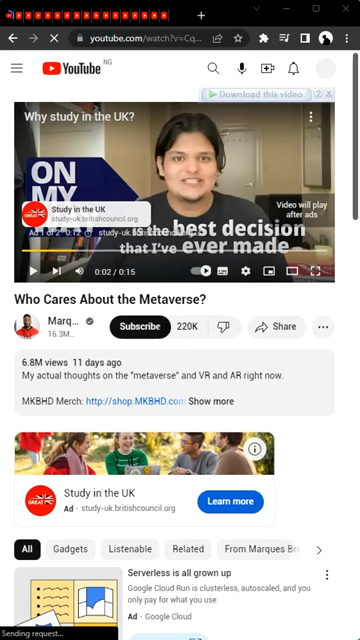 youtube.com/watch?v=Cq...
YouTube
NG
Download this video
?
Why study in the UK?
ON
MY
Study in the UK
study-uk.britishcouncil.org
Video will play
after ads
is the best decision
that I've ever made
Ad 1 of 2 · 0:12
study-uk.britishcouncil.org
0:02 / 0:15
Who Cares About the Metaverse?
Marq...
16.3M...
Subscribe
220K
Share
6.8M views 11 days ago
My actual thoughts on the "metaverse" and VR and AR right now.
MKBHD Merch: http://shop.MKBHD.com Show more
GREAT
Study in the UK
Ad · study-uk.britishcouncil.org
Learn more
All
Gadgets
Listenable
Related
From Marques Bro
Serverless is all grown up
Google Cloud Run is clusterless, autoscaled, and you
only pay for what you use.
Ad · Google Cloud
Sending request...